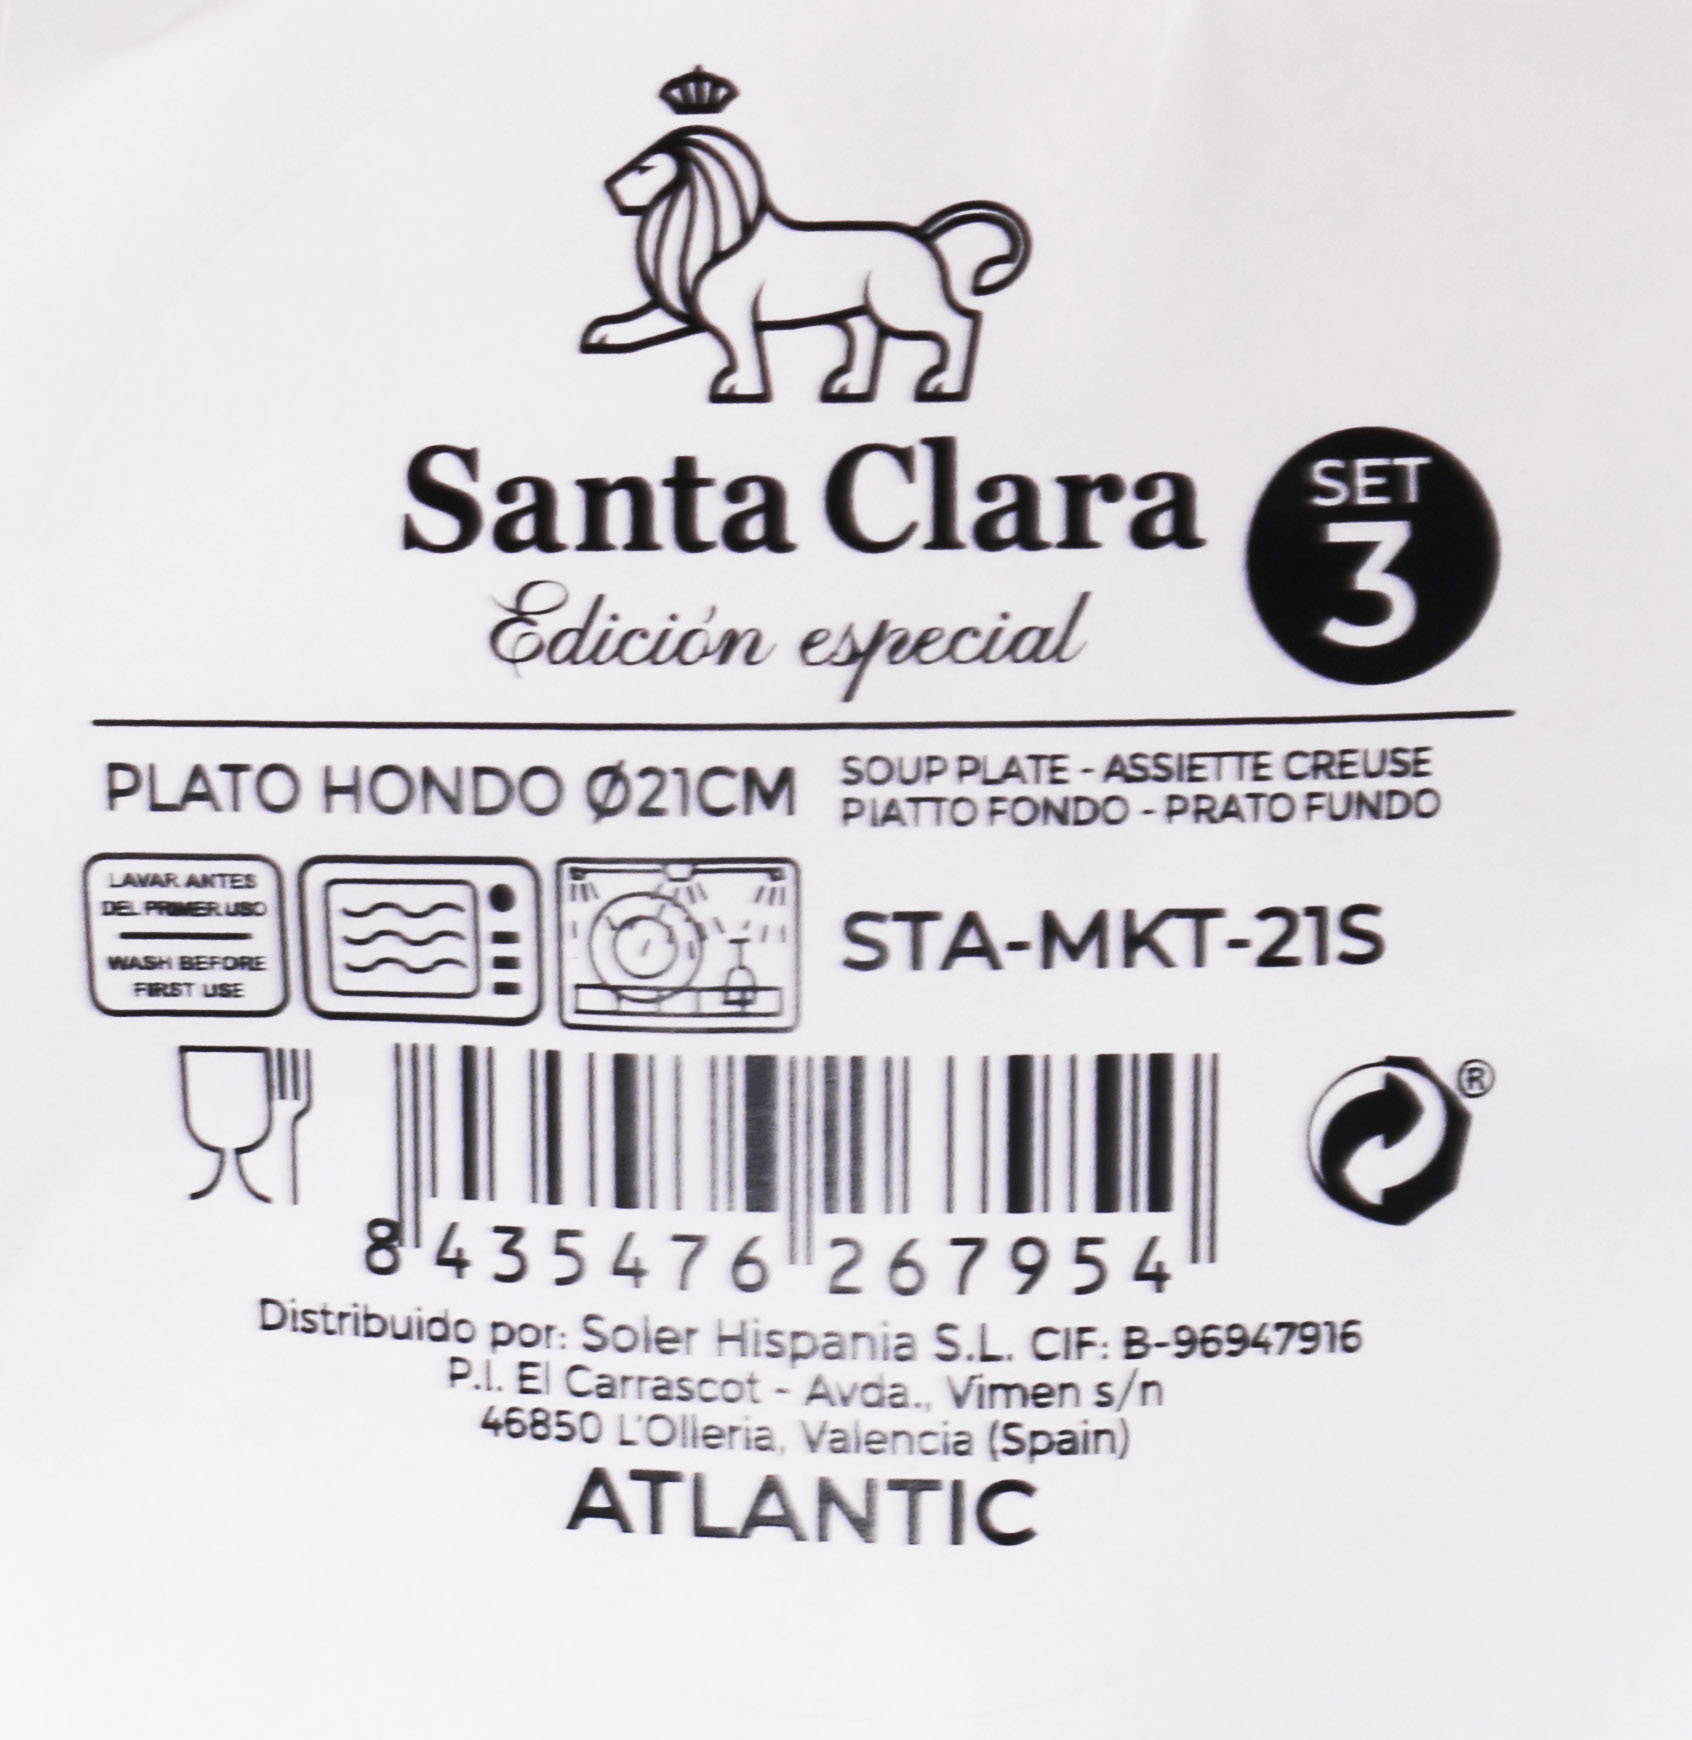 Santa Clara
Edición especial
SET
3
PLATO HONDO Ø21CM
SOUP PLATE - ASSIETTE CREUSE
PIATTO FONDO - PRATO FUNDO
LAVAR ANTES
DEL PRIMER USO
WASH BEFORE
FIRST USE
STA-MKT-21S
®
8 435476 267954
Distribuido por: Soler Hispania S.L. CIF: B-96947916
P.I. El Carrascot - Avda., Vimen s/n
46850 L'Olleria, Valencia (Spain)
ATLANTIC